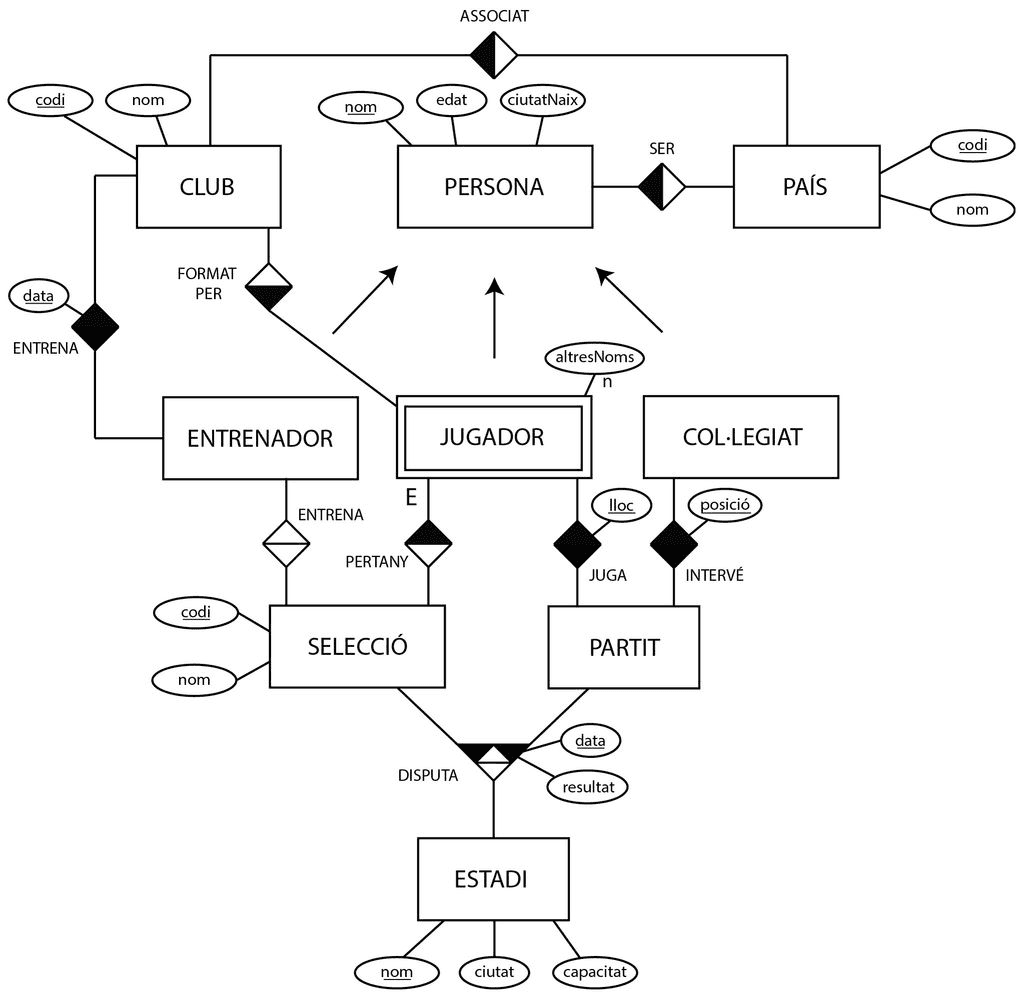 ASSOCIAT
codi
nom
nom
edat
ciutatNaix
SER
codi
CLUB
PERSONA
PAÍS
nom
FORMAT
PER
data
ENTRENA
altresNoms
n
ENTRENADOR
JUGADOR
COL·LEGIAT
E
lloc
posició
ENTRENA
PERTANY
JUGA
INTERVÉ
codi
SELECCIÓ
PARTIT
nom
data
DISPUTA
resultat
ESTADI
nom
ciutat
capacitat